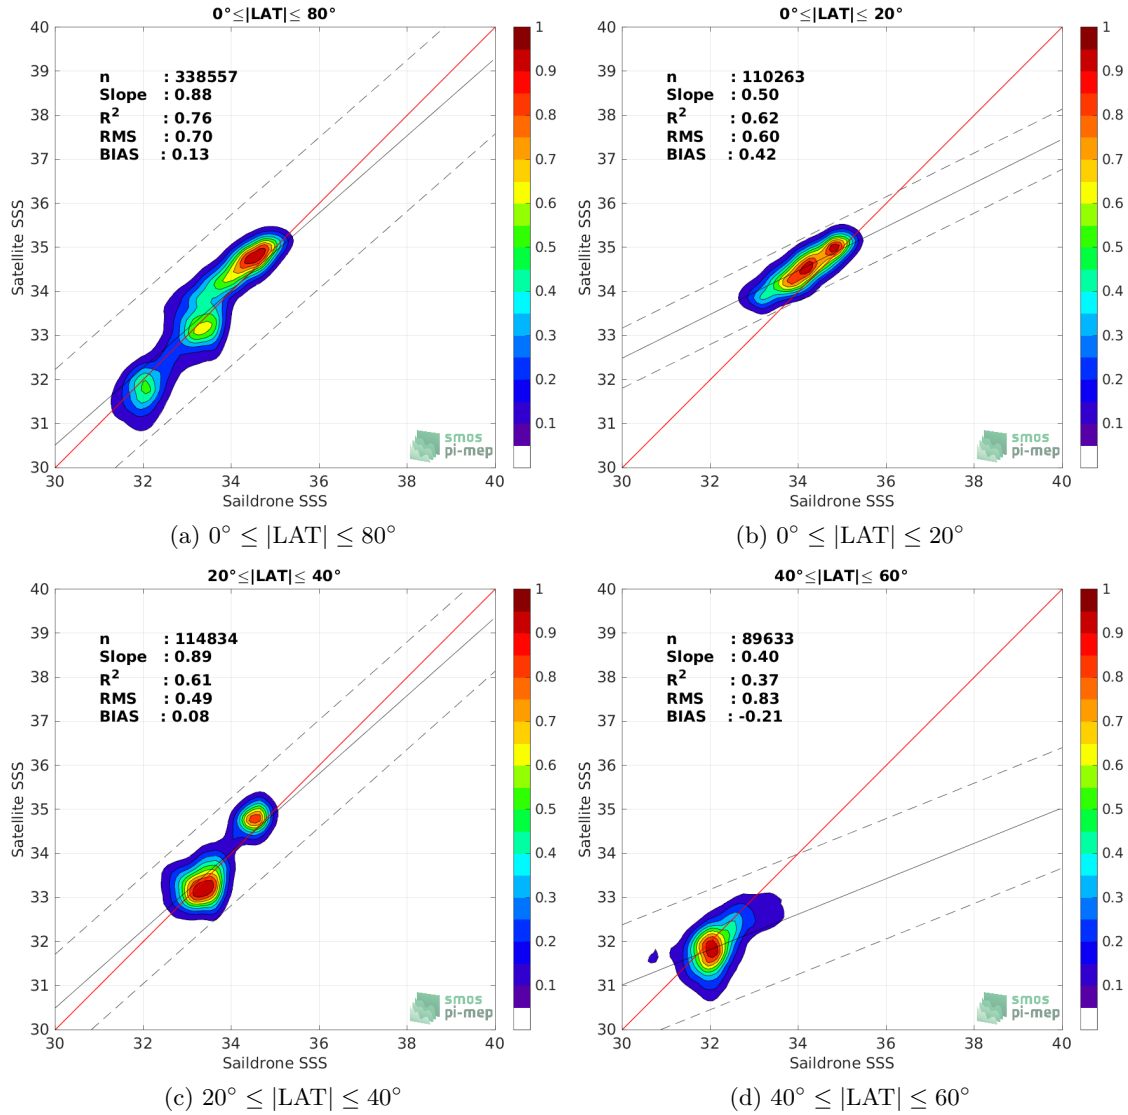 0°≤|LAT|≤ 80°
n : 338557
Slope : 0.88
R² : 0.76
RMS : 0.70
BIAS : 0.13
40
39
38
37
36
35
34
33
32
31
30
Satellite SSS
30 32 34 36 38 40
Saildrone SSS
1
0.9
0.8
0.7
0.6
0.5
0.4
0.3
0.2
0.1
smos
pi-mep
(a) 0° ≤ |LAT| ≤ 80°
0°≤|LAT|≤ 20°
n : 110263
Slope : 0.50
R² : 0.62
RMS : 0.60
BIAS : 0.42
40
39
38
37
36
35
34
33
32
31
30
Satellite SSS
30 32 34 36 38 40
Saildrone SSS
1
0.9
0.8
0.7
0.6
0.5
0.4
0.3
0.2
0.1
smos
pi-mep
(b) 0° ≤ |LAT| ≤ 20°
20°≤|LAT|≤ 40°
n : 114834
Slope : 0.89
R² : 0.61
RMS : 0.49
BIAS : 0.08
40
39
38
37
36
35
34
33
32
31
30
Satellite SSS
30 32 34 36 38 40
Saildrone SSS
1
0.9
0.8
0.7
0.6
0.5
0.4
0.3
0.2
0.1
smos
pi-mep
(c) 20° ≤ |LAT| ≤ 40°
40°≤|LAT|≤ 60°
n : 89633
Slope : 0.40
R² : 0.37
RMS : 0.83
BIAS : -0.21
40
39
38
37
36
35
34
33
32
31
30
Satellite SSS
30 32 34 36 38 40
Saildrone SSS
1
0.9
0.8
0.7
0.6
0.5
0.4
0.3
0.2
0.1
smos
pi-mep
(d) 40° ≤ |LAT| ≤ 60°